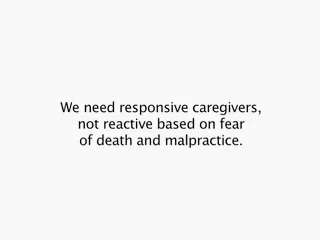 We need responsive caregivers,
not reactive based on fear
of death and malpractice.